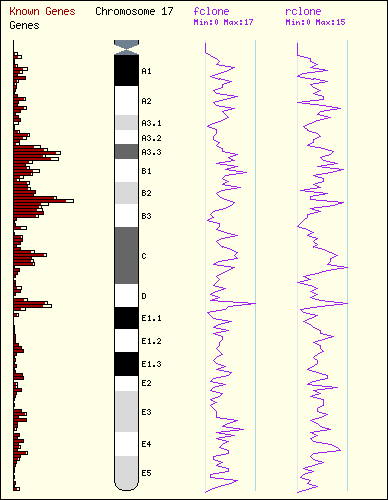 Known Genes Chromosome 17 fclone rclone
Genes Min:0 Max:17 Min:0 Max:15
A1
A2
A3.1
A3.2
A3.3
B1
B2
B3
C
D
E1.1
E1.2
E1.3
E2
E3
E4
E5